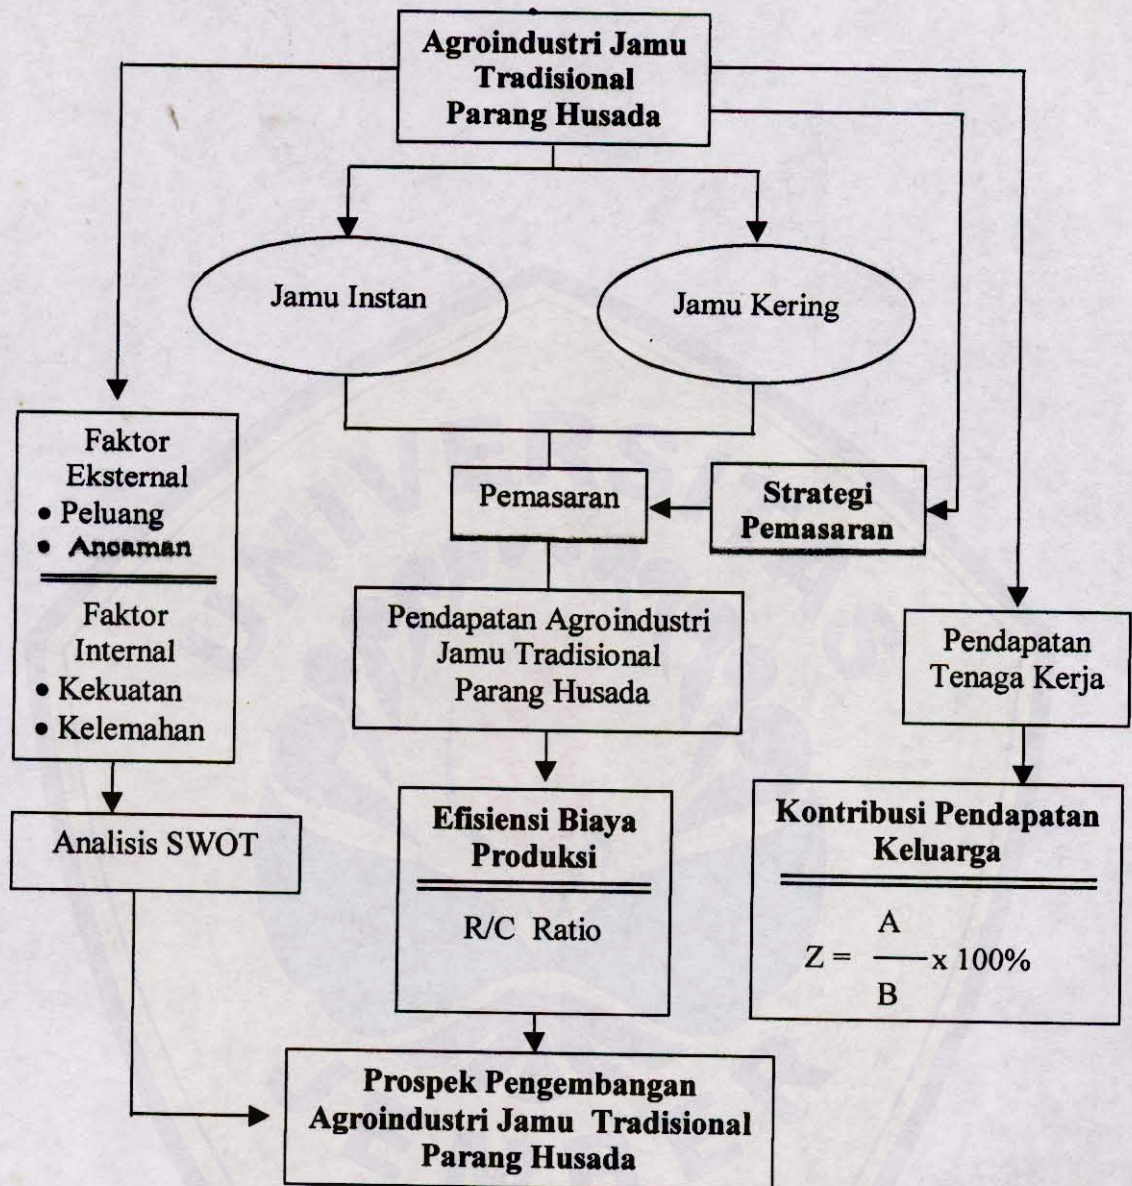 Agroindustri Jamu
Tradisional
Parang Husada
Jamu Instan
Jamu Kering
Faktor
Eksternal
• Peluang
• Ancaman
Faktor
Internal
• Kekuatan
• Kelemahan
Pemasaran
Strategi
Pemasaran
Pendapatan Agroindustri
Jamu Tradisional
Parang Husada
Pendapatan
Tenaga Kerja
Analisis SWOT
Efisiensi Biaya
Produksi
R/C Ratio
Kontribusi Pendapatan
Keluarga
A
Z = — x 100%
B
Prospek Pengembangan
Agroindustri Jamu Tradisional
Parang Husada
UNIVERSITAS